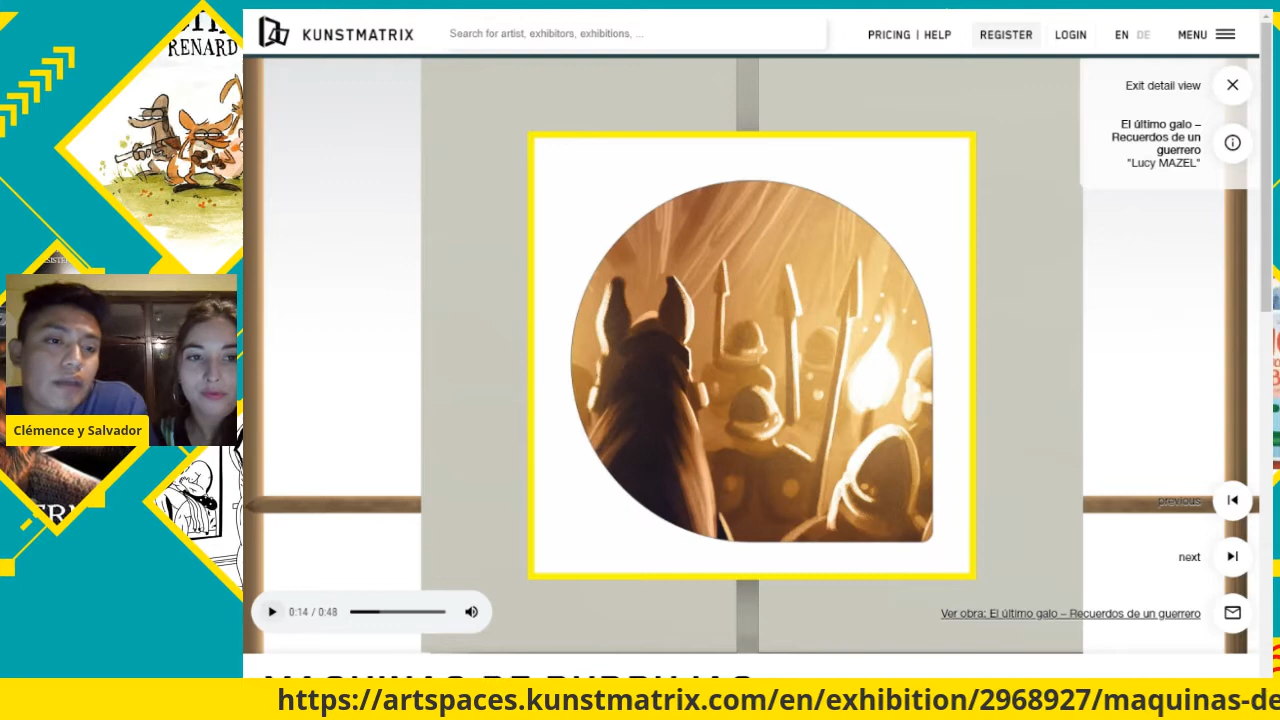 RENARD
KUNSTMATRIX
Search for artist, exhibitors, exhibitions, ...
PRICING | HELP
REGISTER
LOGIN
EN DE
MENU
Exit detail view
El último galo –
Recuerdos de un
guerrero
"Lucy MAZEL"
Clémence y Salvador
previous
next
0:14 / 0:48
Ver obra: El último galo – Recuerdos de un guerrero
https://artspaces.kunstmatrix.com/en/exhibition/2968927/maquinas-de